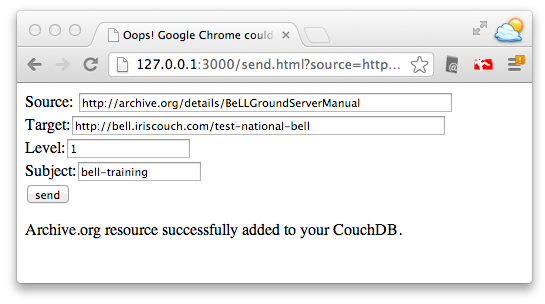 Oops! Google Chrome could
127.0.0.1:3000/send.html?source=http...
Source: http://archive.org/details/BeLLGroundServerManual
Target: http://bell.iriscouch.com/test-national-bell
Level: 1
Subject: bell-training
send
Archive.org resource successfully added to your CouchDB.